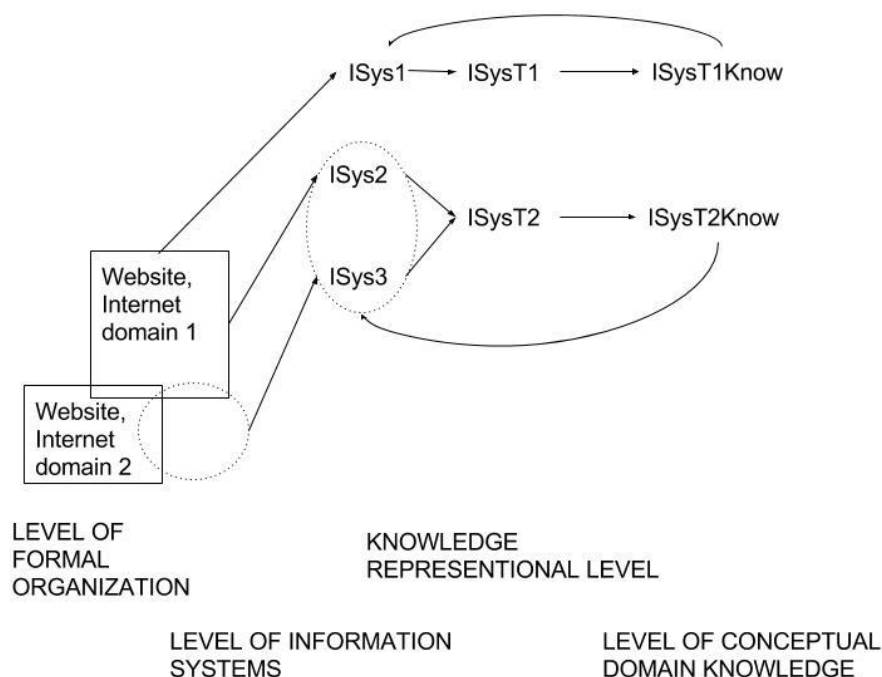 ISys1
ISysT1
ISysT1Know
ISys2
ISysT2
ISysT2Know
ISys3
Website,
Internet
domain 1
Website,
Internet
domain 2
LEVEL OF
FORMAL
ORGANIZATION
KNOWLEDGE
REPRESENTIONAL LEVEL
LEVEL OF INFORMATION
SYSTEMS
LEVEL OF CONCEPTUAL
DOMAIN KNOWLEDGE